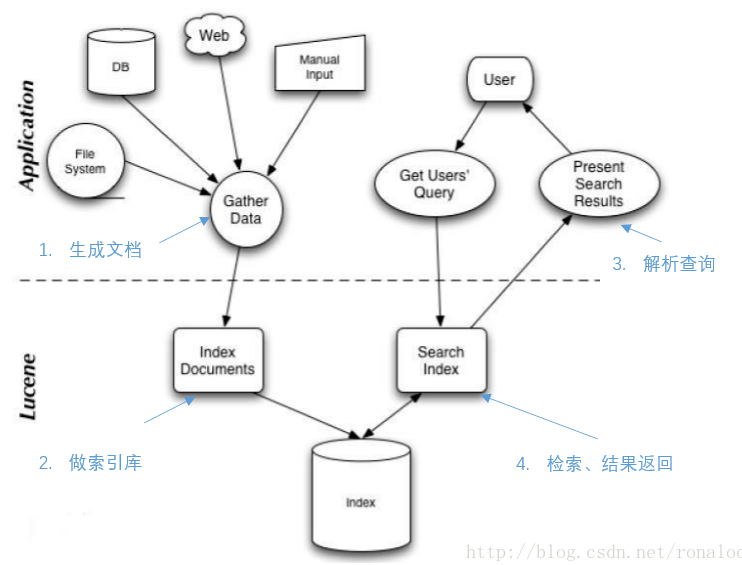 Application
DB
Web
Manual
Input
File
System
Gather
Data
User
Get Users'
Query
Present
Search
Results
1. 生成文档
3. 解析查询
Lucene
Index
Documents
Search
Index
2. 做索引库
4. 检索、结果返回
Index
http://blog.csdn.net/ronaloc